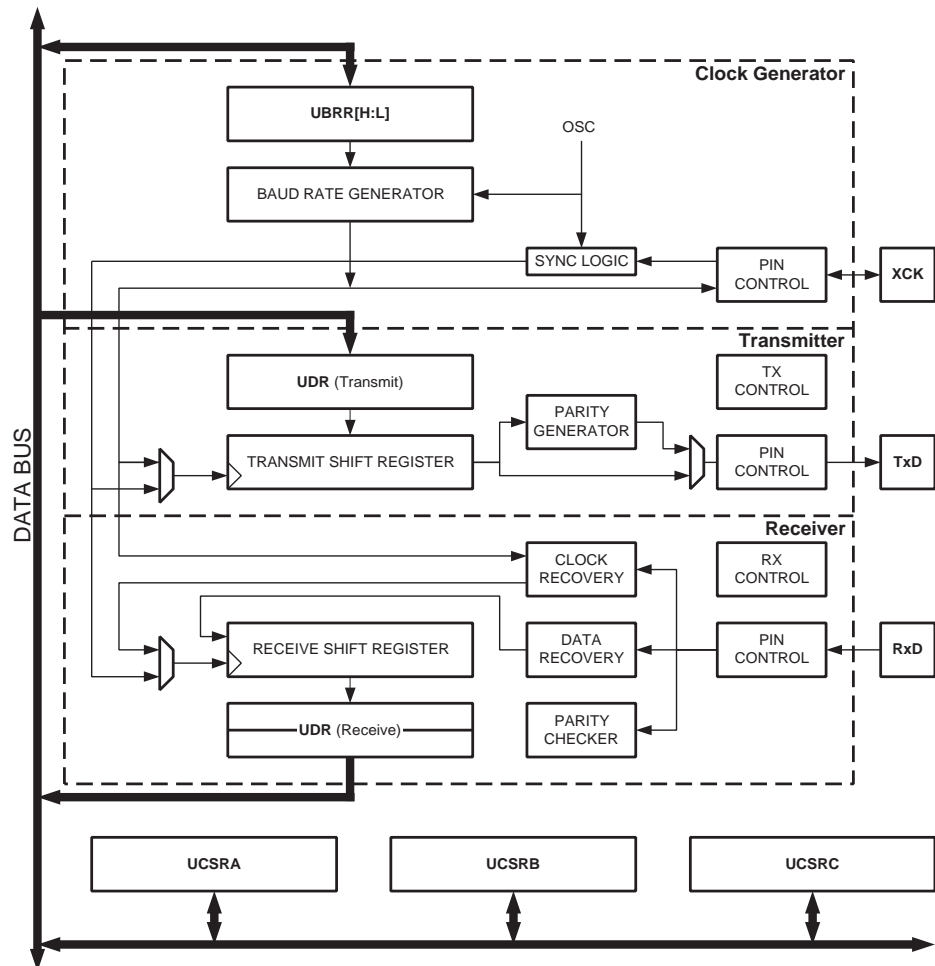 Clock Generator
UBRR[H:L]
OSC
BAUD RATE GENERATOR
SYNC LOGIC
PIN
CONTROL
XCK
Transmitter
UDR (Transmit)
TX
CONTROL
PARITY
GENERATOR
TRANSMIT SHIFT REGISTER
PIN
CONTROL
TxD
DATA BUS
Receiver
CLOCK
RECOVERY
RX
CONTROL
RECEIVE SHIFT REGISTER
DATA
RECOVERY
PIN
CONTROL
RxD
UDR (Receive)
PARITY
CHECKER
UCSRA
UCSRB
UCSRC